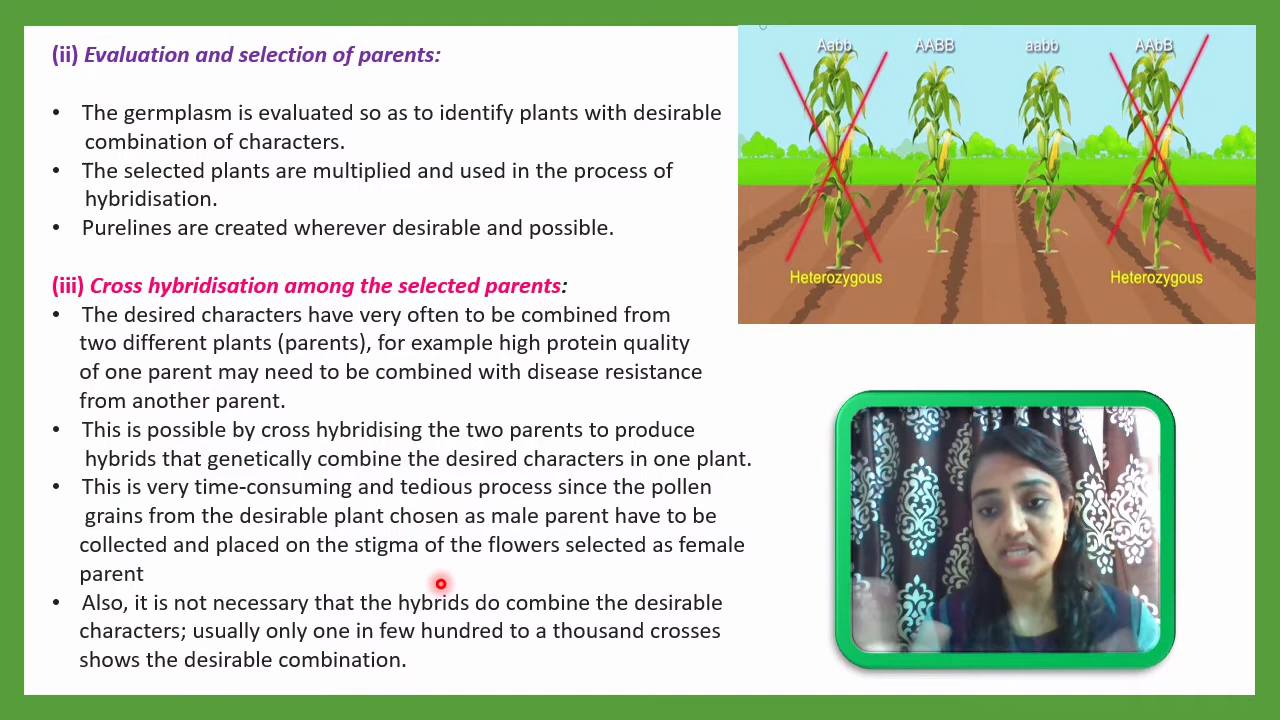 (ii) Evaluation and selection of parents:
• The germplasm is evaluated so as to identify plants with desirable
combination of characters.
• The selected plants are multiplied and used in the process of
hybridisation.
• Purelines are created wherever desirable and possible.
(iii) Cross hybridisation among the selected parents:
• The desired characters have very often to be combined from
two different plants (parents), for example high protein quality
of one parent may need to be combined with disease resistance
from another parent.
• This is possible by cross hybridising the two parents to produce
hybrids that genetically combine the desired characters in one plant.
• This is very time-consuming and tedious process since the pollen
grains from the desirable plant chosen as male parent have to be
collected and placed on the stigma of the flowers selected as female
parent
• Also, it is not necessary that the hybrids do combine the desirable
characters; usually only one in few hundred to a thousand crosses
shows the desirable combination.
Aabb AABB aabb AAbB
Heterozygous Heterozygous